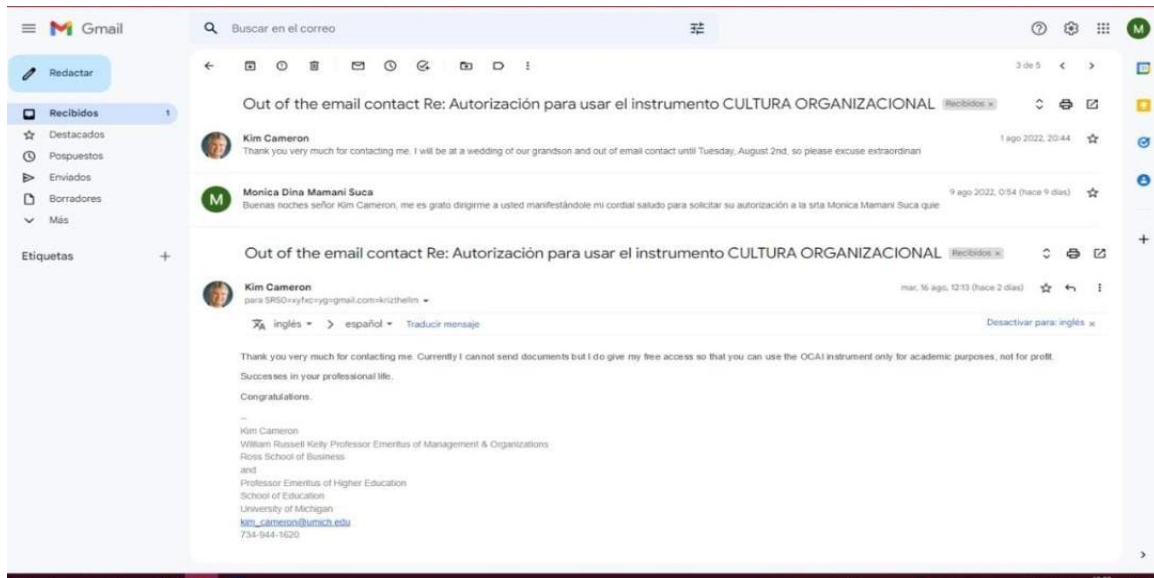 Gmail
Buscar en el correo
M
Redactar
3 de 5
Recibidos 1
Destacados
Pospuestos
Enviados
Borradores
Más
Etiquetas
Out of the email contact Re: Autorización para usar el instrumento CULTURA ORGANIZACIONAL Recibidos x
Kim Cameron 1 ago 2022, 20:44
Thank you very much for contacting me. I will be at a wedding of our grandson and out of email contact until Tuesday, August 2nd, so please excuse extraordinari
M
Monica Dina Mamani Suca 9 ago 2022, 0:54 (hace 9 días)
Buenas noches señor Kim Cameron, me es grato dirigirme a usted manifestándole mi cordial saludo para solicitar su autorización a la srta Monica Mamani Suca quie
Out of the email contact Re: Autorización para usar el instrumento CULTURA ORGANIZACIONAL Recibidos x
Kim Cameron mar, 16 ago, 12:13 (hace 2 días)
para
inglés > español Traducir mensaje Desactivar para: inglés x
Thank you very much for contacting me. Currently I cannot send documents but I do give my free access so that you can use the OCAI instrument only for academic purposes, not for profit.
Successes in your professional life.
Congratulations.
--
Kim Cameron
William Russell Kelly Professor Emeritus of Management & Organizations
Ross School of Business
and
Professor Emeritus of Higher Education
School of Education
University of Michigan
kim_cameron@umich.edu
734-944-1620